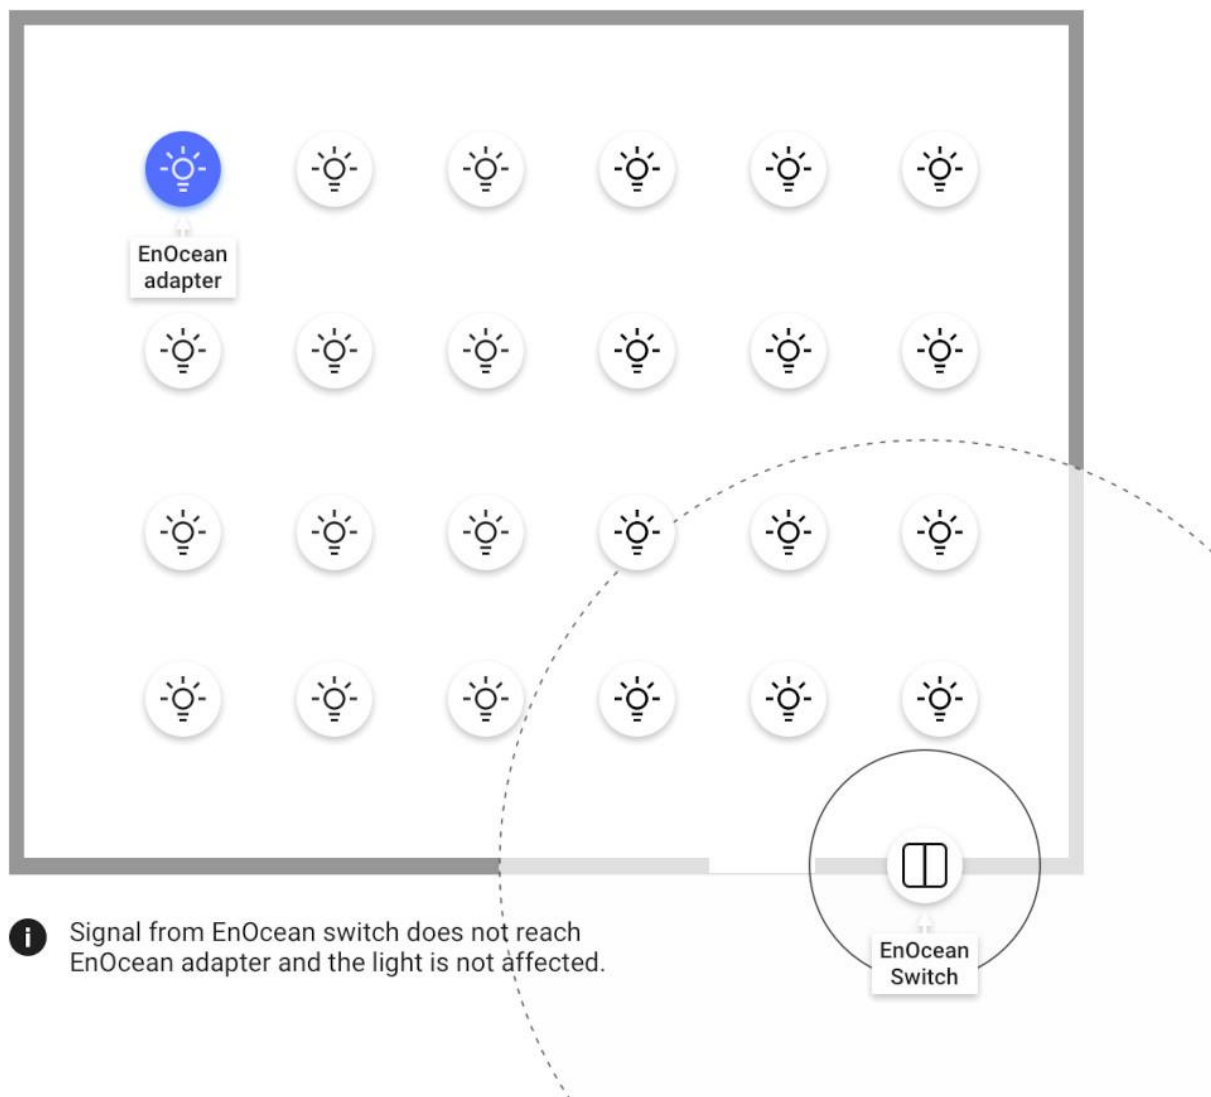 EnOcean
adapter
Signal from EnOcean switch does not reach
EnOcean adapter and the light is not affected.
EnOcean
Switch